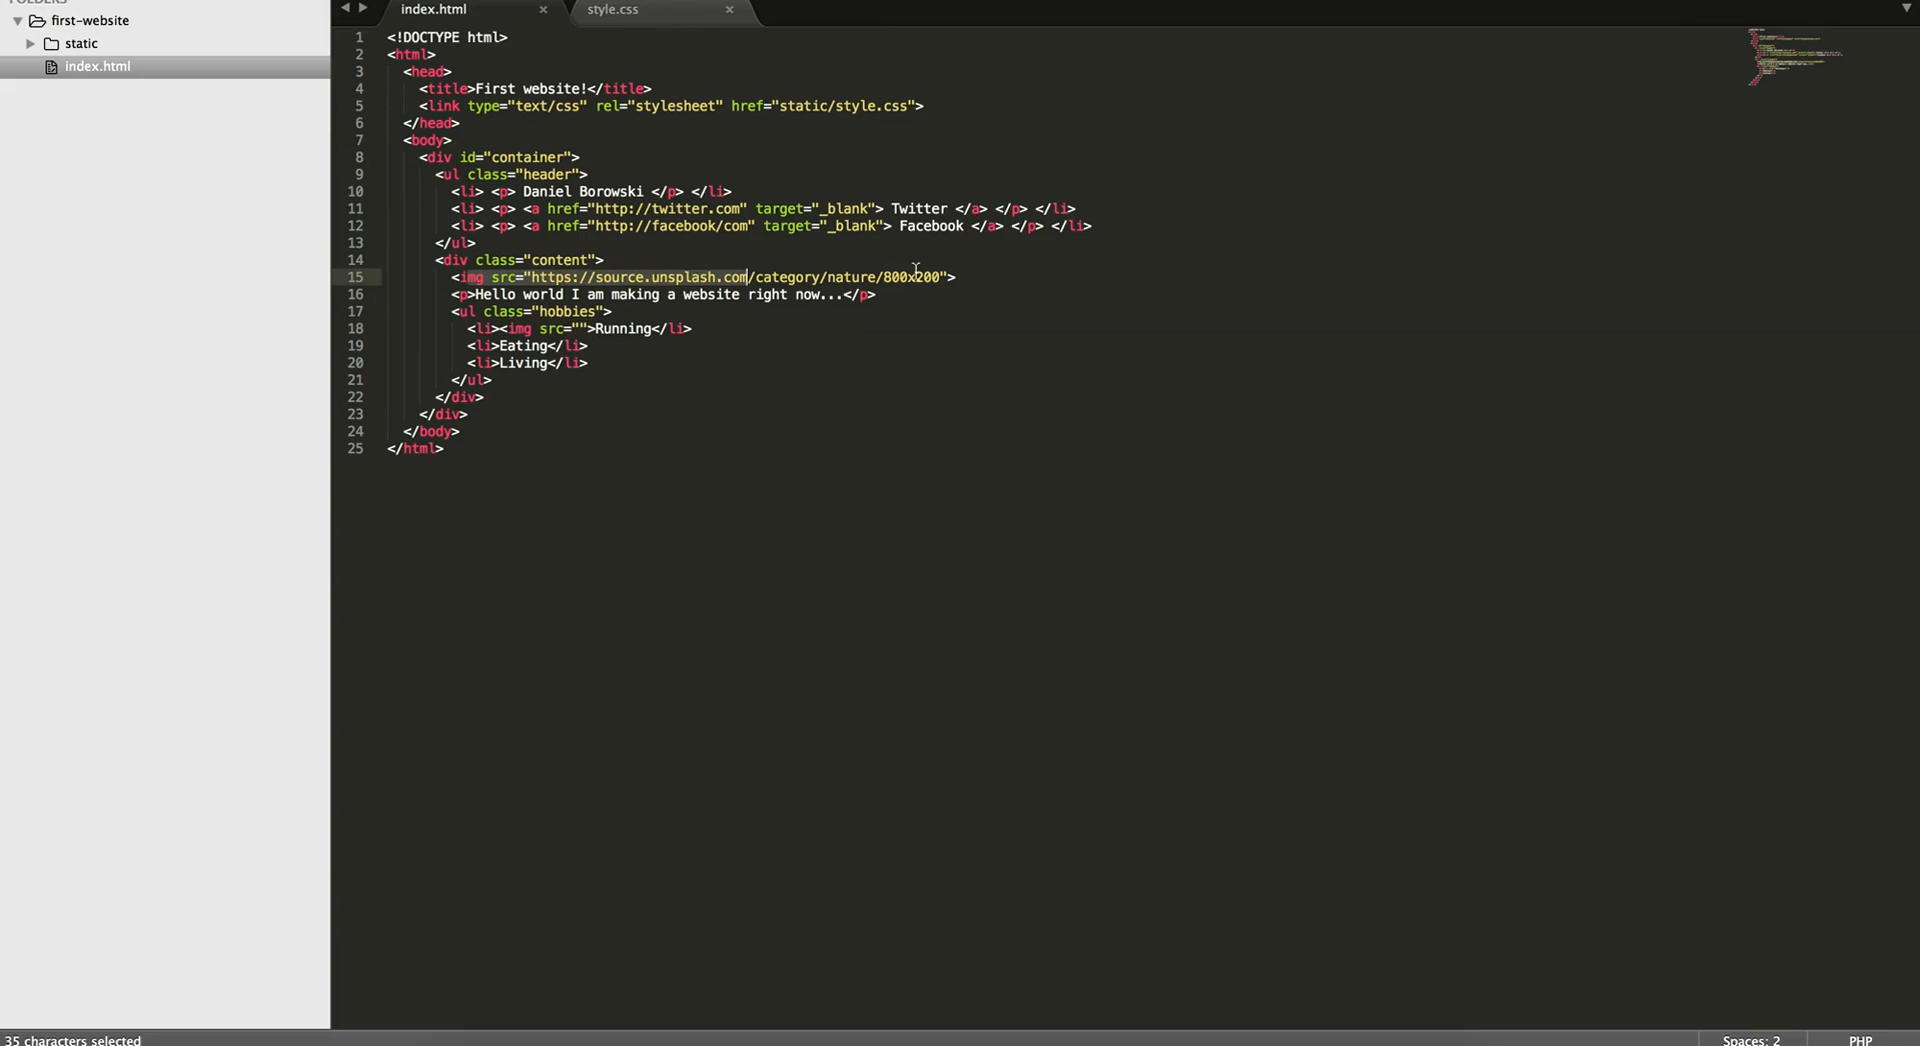 FOLDERS
first-website
static
index.html
index.html
style.css
1 <!DOCTYPE html>
2 <html>
3 <head>
4 <title>First website!</title>
5 <link type="text/css" rel="stylesheet" href="static/style.css">
6 </head>
7 <body>
8 <div id="container">
9 <ul class="header">
10 <li> <p> Daniel Borowski </p> </li>
11 <li> <p> <a href="http://twitter.com" target="_blank"> Twitter </a> </p> </li>
12 <li> <p> <a href="http://facebook/com" target="_blank"> Facebook </a> </p> </li>
13 </ul>
14 <div class="content">
15 <img src="https://source.unsplash.com/category/nature/800x200">
16 <p>Hello world I am making a website right now...</p>
17 <ul class="hobbies">
18 <li><img src="">Running</li>
19 <li>Eating</li>
20 <li>Living</li>
21 </ul>
22 </div>
23 </div>
24 </body>
25 </html>
35 characters selected
Spaces: 2
PHP